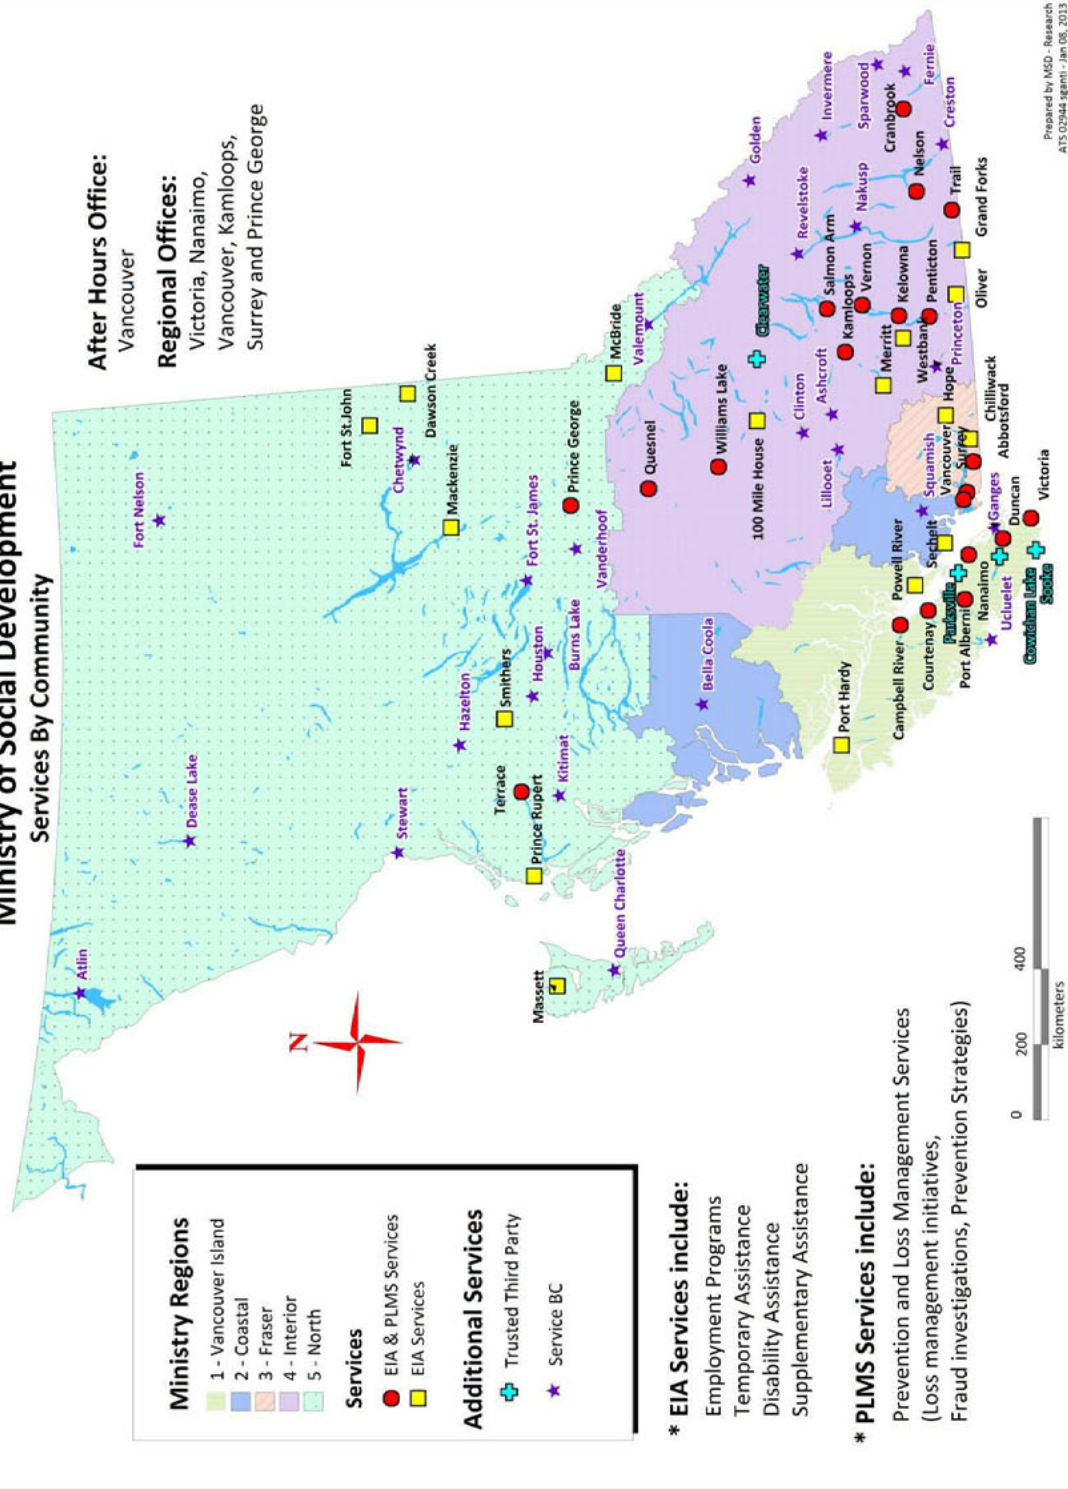 Ministry of Social Development
Services By Community
After Hours Office:
Vancouver
Regional Offices:
Victoria, Nanaimo,
Vancouver, Kamloops,
Surrey and Prince George
Atlin
Dease Lake
Fort Nelson
Fort St.John
Dawson Creek
Chetwynd
Mackenzie
Stewart
Hazelton
Smithers
Houston
Burns Lake
Fort St. James
Vanderhoof
Prince George
McBride
Valemount
Terrace
Prince Rupert
Kitimat
Massett
Queen Charlotte
Bella Coola
Quesnel
Williams Lake
100 Mile House
Clearwater
Clinton
Ashcroft
Lillooet
Golden
Revelstoke
Invermere
Salmon Arm
Kamloops
Vernon
Nakusp
Sparwood
Cranbrook
Fernie
Creston
Nelson
Trail
Grand Forks
Kelowna
Penticton
Merritt
Westbank
Princeton
Oliver
Hope
Chilliwack
Abbotsford
Vancouver
Surrey
Squamish
Sechelt
Powell River
Port Hardy
Campbell River
Courtenay
Parksville
Port Alberni
Nanaimo
Ucluelet
Ganges
Duncan
Victoria
Cowichan Lake
Sooke
N
Ministry Regions
1 - Vancouver Island
2 - Coastal
3 - Fraser
4 - Interior
5 - North
Services
EIA & PLMS Services
EIA Services
Additional Services
Trusted Third Party
Service BC
* EIA Services include:
Employment Programs
Temporary Assistance
Disability Assistance
Supplementary Assistance
* PLMS Services include:
Prevention and Loss Management Services
(Loss management initiatives,
Fraud investigations, Prevention Strategies)
0 200 400
kilometers
Prepared by MSD - Research
ATS 02944 sganti - Jan 08, 2013